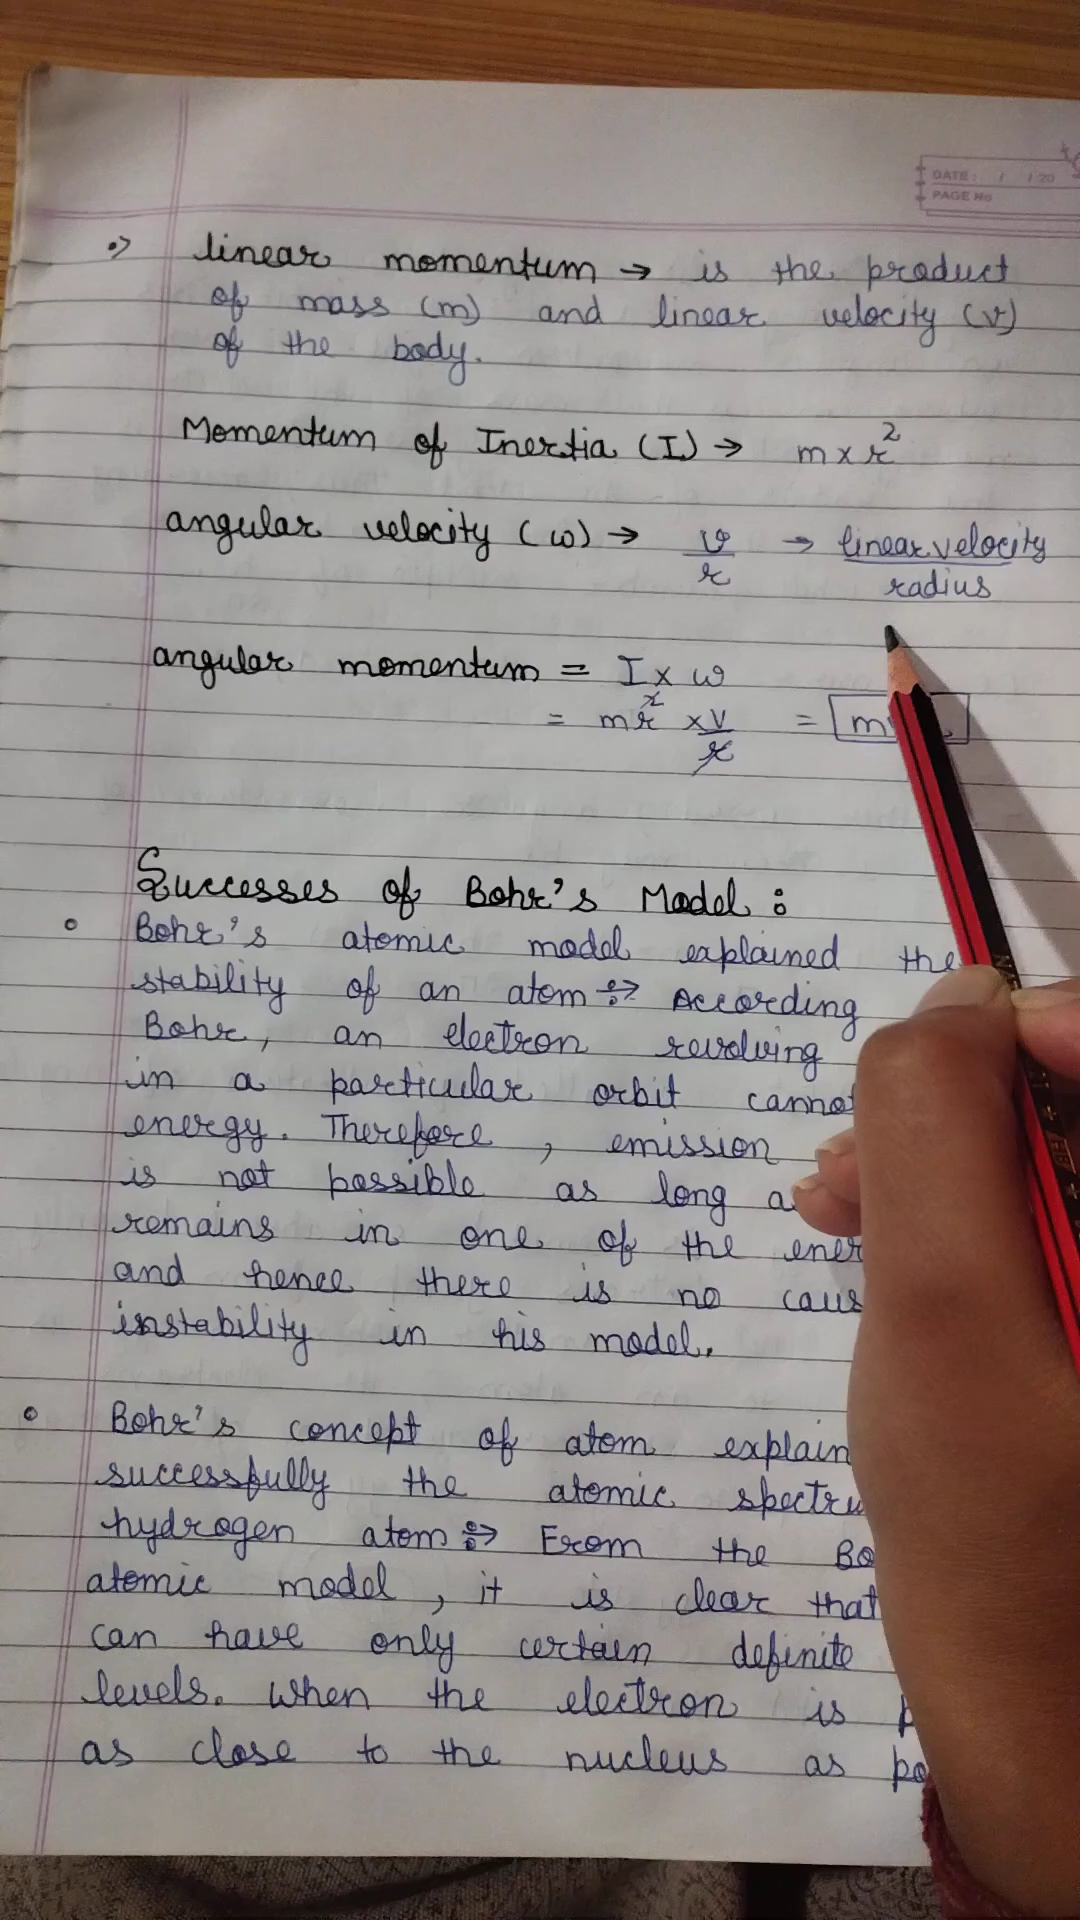 DATE: / / 20
PAGE No
linear momentum → is the product
of mass (m) and linear velocity (v)
of the body.
Momentum of Inertia (I) → m x r²
angular velocity (ω) → v/r → linear velocity/radius
angular momentum = I x ω
= mr² x v/r = m
Successes of Bohr's Model :
Bohr's atomic model explained the
stability of an atom :→ According
Bohr, an electron revolving
in a particular orbit cannot
energy. Therefore, emission
is not possible as long a
remains in one of the ener
and hence there is no caus
instability in his model.
Bohr's concept of atom explain
successfully the atomic spectru
hydrogen atom :→ From the Bo
atomic model, it is clear that
can have only certain definite
levels. When the electron is p
as close to the nucleus as po